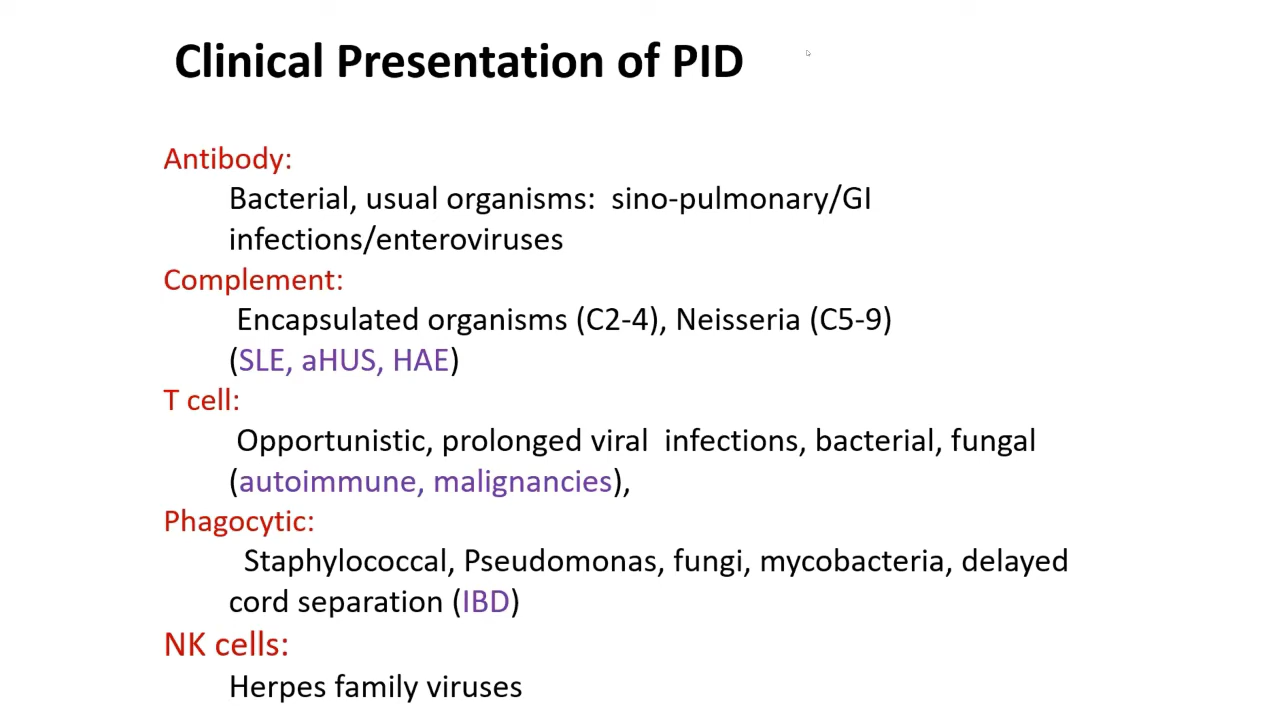 Clinical Presentation of PID
Antibody:
Bacterial, usual organisms: sino-pulmonary/GI
infections/enteroviruses
Complement:
Encapsulated organisms (C2-4), Neisseria (C5-9)
(SLE, aHUS, HAE)
T cell:
Opportunistic, prolonged viral infections, bacterial, fungal
(autoimmune, malignancies),
Phagocytic:
Staphylococcal, Pseudomonas, fungi, mycobacteria, delayed
cord separation (IBD)
NK cells:
Herpes family viruses